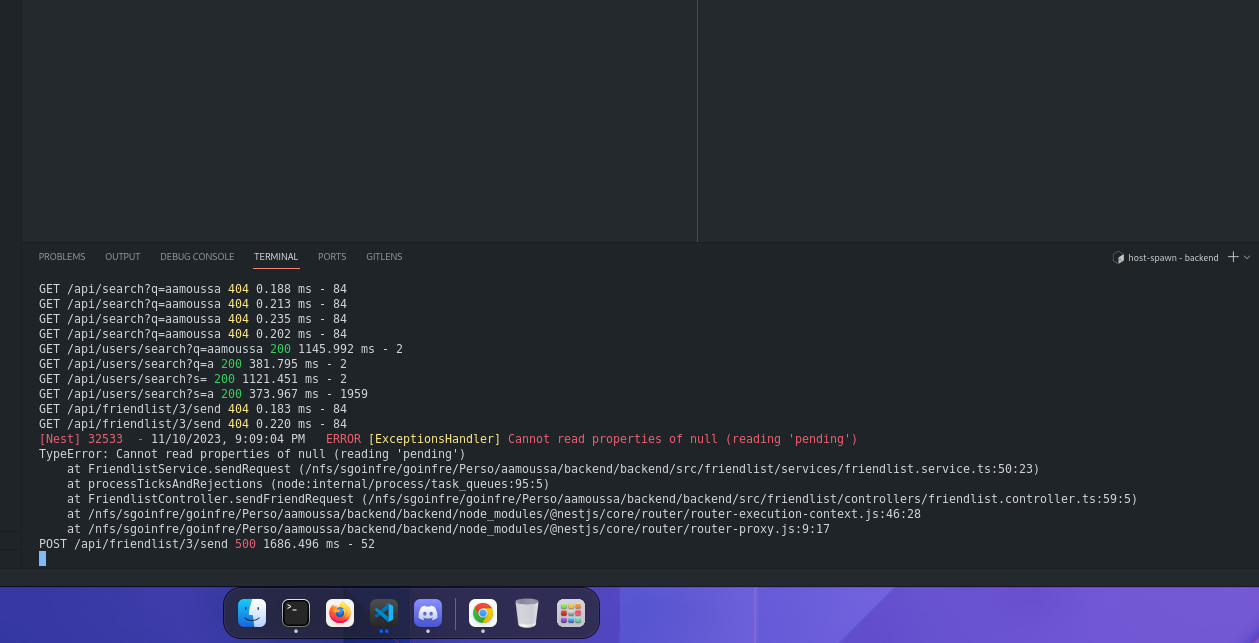 PROBLEMS OUTPUT DEBUG CONSOLE TERMINAL PORTS GITLENS host-spawn - backend
GET /api/search?q=aamoussa 404 0.188 ms - 84
GET /api/search?q=aamoussa 404 0.213 ms - 84
GET /api/search?q=aamoussa 404 0.235 ms - 84
GET /api/search?q=aamoussa 404 0.202 ms - 84
GET /api/users/search?q=aamoussa 200 1145.992 ms - 2
GET /api/users/search?q=a 200 381.795 ms - 2
GET /api/users/search?s= 200 1121.451 ms - 2
GET /api/users/search?s=a 200 373.967 ms - 1959
GET /api/friendlist/3/send 404 0.183 ms - 84
GET /api/friendlist/3/send 404 0.220 ms - 84
[Nest] 32533  - 11/10/2023, 9:09:04 PM   ERROR [ExceptionsHandler] Cannot read properties of null (reading 'pending')
TypeError: Cannot read properties of null (reading 'pending')
    at FriendlistService.sendRequest (/nfs/sgoinfre/goinfre/Perso/aamoussa/backend/backend/src/friendlist/services/friendlist.service.ts:50:23)
    at processTicksAndRejections (node:internal/process/task_queues:95:5)
    at FriendlistController.sendFriendRequest (/nfs/sgoinfre/goinfre/Perso/aamoussa/backend/backend/src/friendlist/controllers/friendlist.controller.ts:59:5)
    at /nfs/sgoinfre/goinfre/Perso/aamoussa/backend/backend/node_modules/@nestjs/core/router/router-execution-context.js:46:28
    at /nfs/sgoinfre/goinfre/Perso/aamoussa/backend/backend/node_modules/@nestjs/core/router/router-proxy.js:9:17
POST /api/friendlist/3/send 500 1686.496 ms - 52